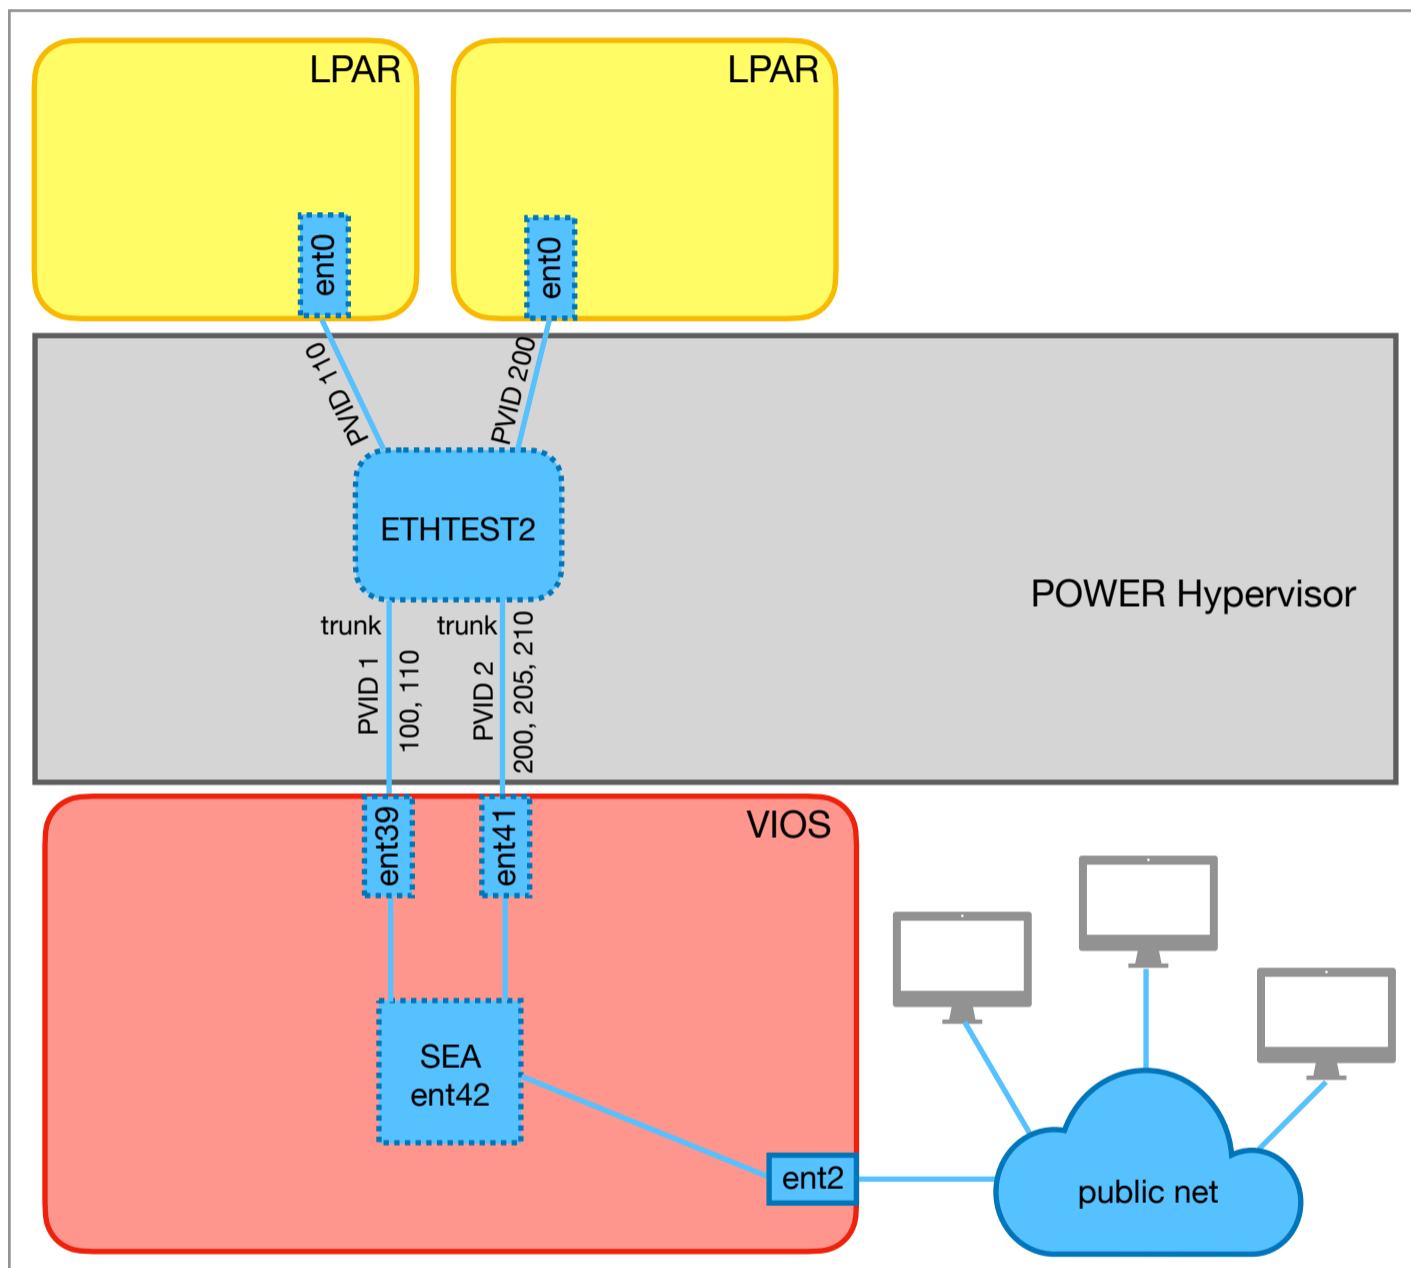 LPAR
LPAR
ent0
ent0
PVID 110
PVID 200
ETHTEST2
POWER Hypervisor
trunk
trunk
PVID 1
100, 110
PVID 2
200, 205, 210
ent39
ent41
VIOS
SEA
ent42
ent2
public net